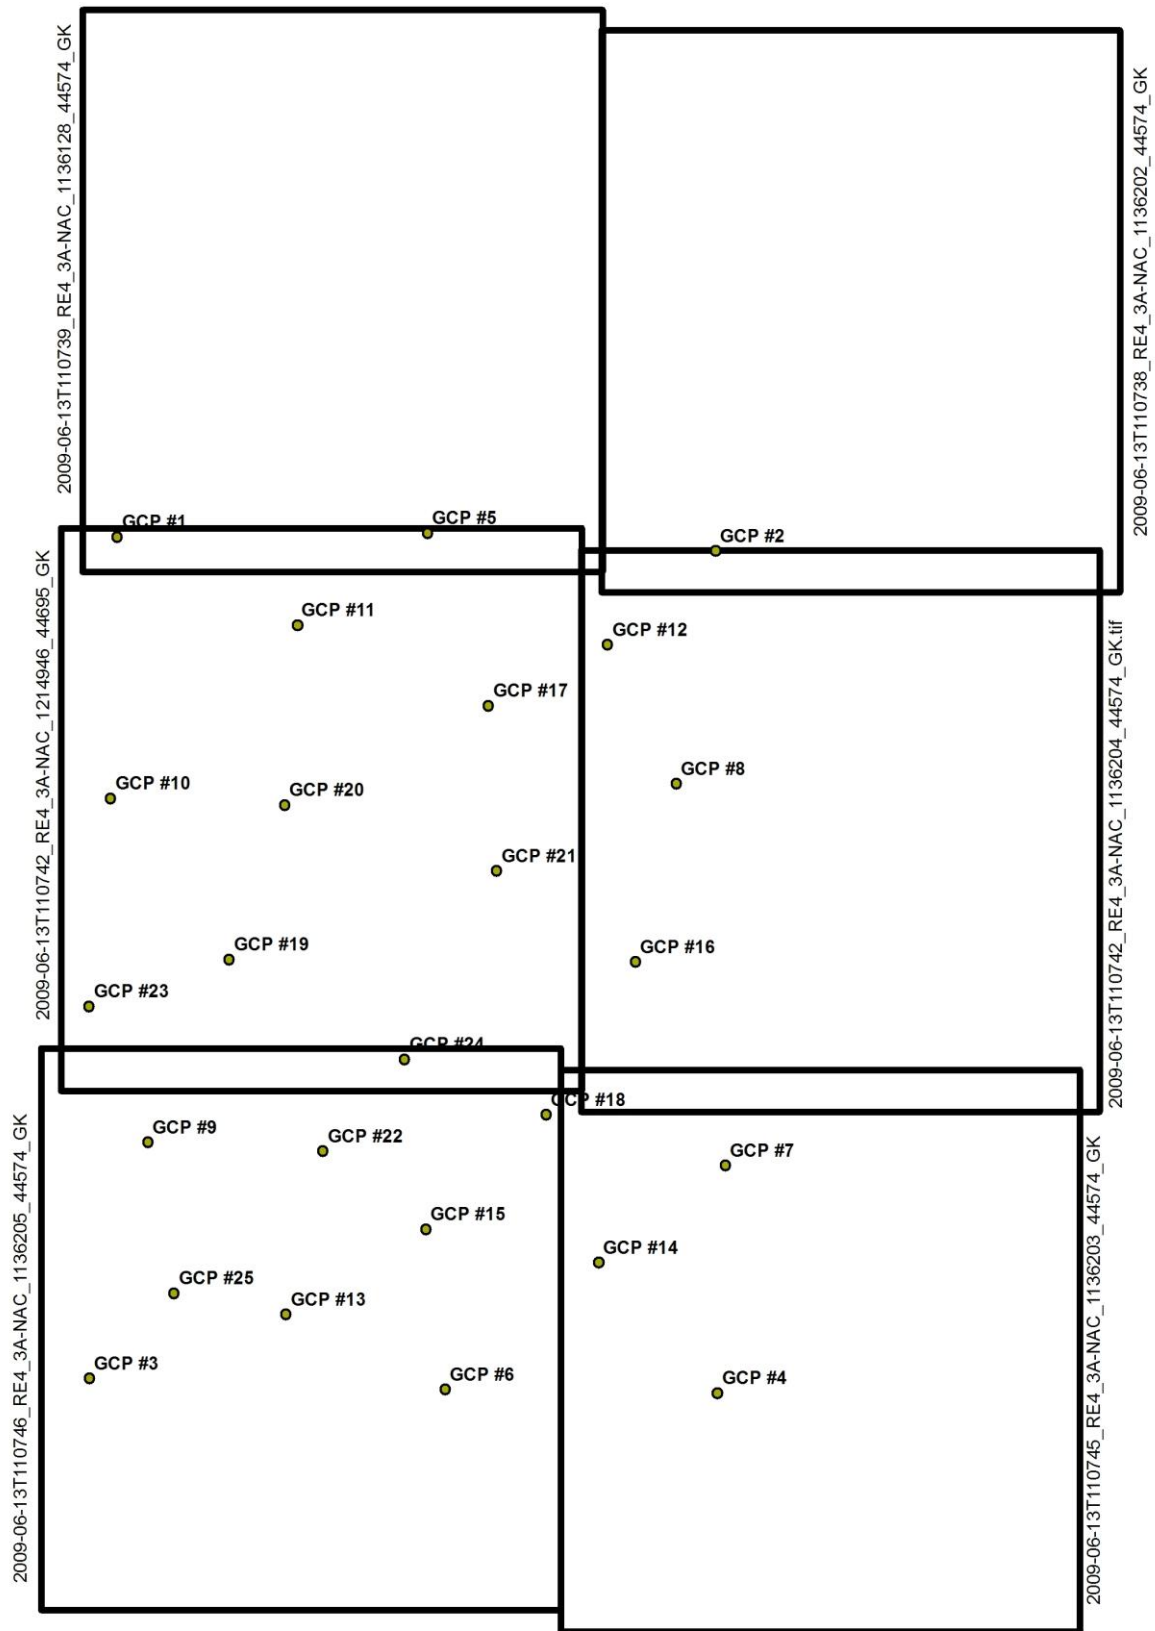 2009-06-13T110739_RE4_3A-NAC_1136128_44574_GK
2009-06-13T110738_RE4_3A-NAC_1136202_44574_GK
GCP #1
GCP #5
GCP #2
2009-06-13T110742_RE4_3A-NAC_1214946_44695_GK
2009-06-13T110742_RE4_3A-NAC_1136204_44574_GK.tif
GCP #11
GCP #12
GCP #17
GCP #10
GCP #20
GCP #8
GCP #21
GCP #19
GCP #16
GCP #23
GCP #24
GCP #18
2009-06-13T110746_RE4_3A-NAC_1136205_44574_GK
2009-06-13T110745_RE4_3A-NAC_1136203_44574_GK
GCP #9
GCP #22
GCP #7
GCP #15
GCP #14
GCP #25
GCP #13
GCP #3
GCP #6
GCP #4